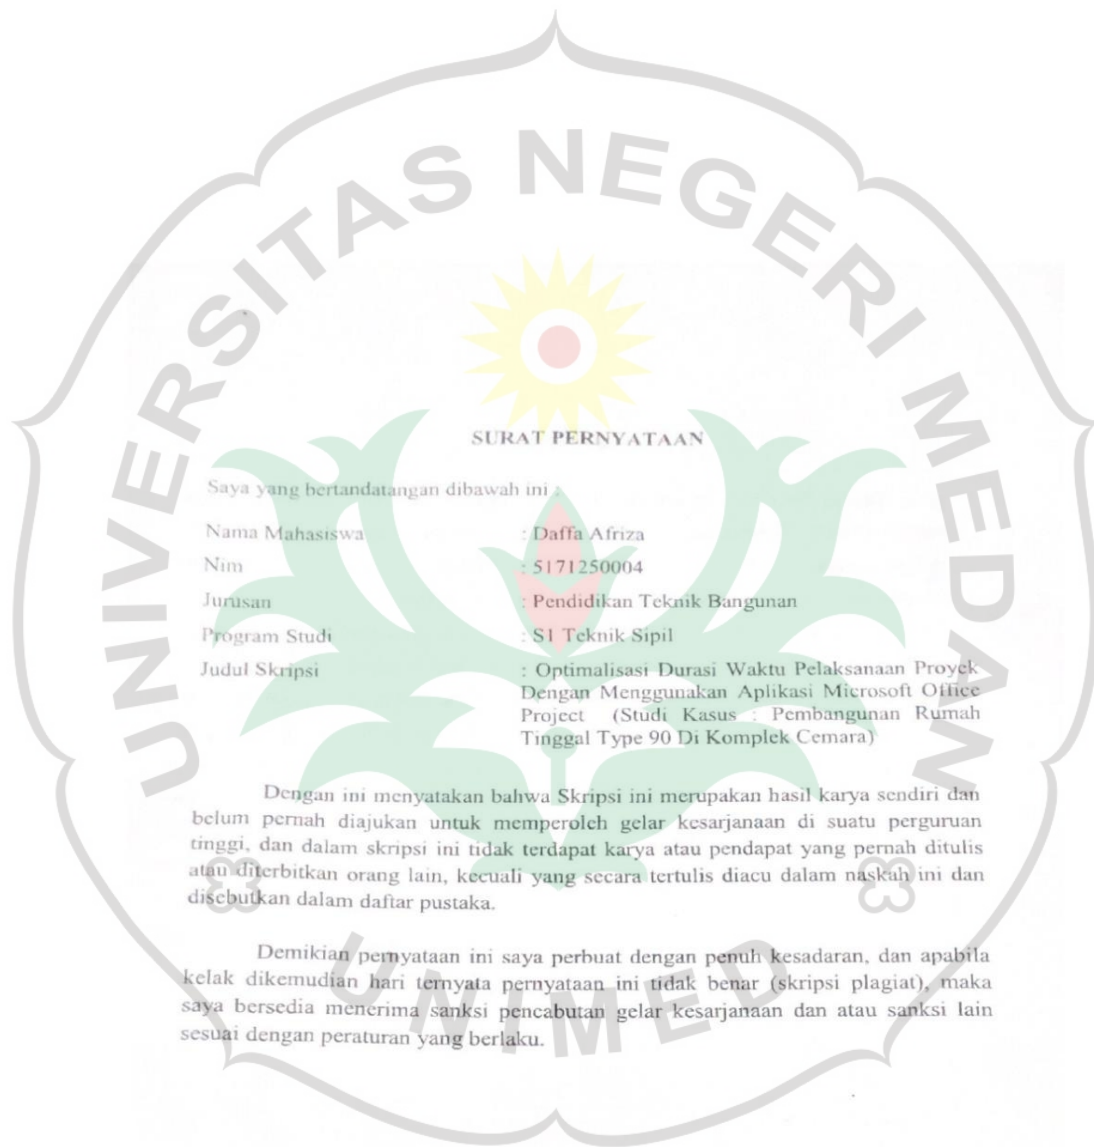 UNIVERSITAS NEGERI MEDAN
SURAT PERNYATAAN
Saya yang bertandatangan dibawah ini :
Nama Mahasiswa : Daffa Afriza
Nim : 5171250004
Jurusan : Pendidikan Teknik Bangunan
Program Studi : S1 Teknik Sipil
Judul Skripsi : Optimalisasi Durasi Waktu Pelaksanaan Proyek
Dengan Menggunakan Aplikasi Microsoft Office
Project (Studi Kasus : Pembangunan Rumah
Tinggal Type 90 Di Komplek Cemara)
Dengan ini menyatakan bahwa Skripsi ini merupakan hasil karya sendiri dan
belum pernah diajukan untuk memperoleh gelar kesarjanaan di suatu perguruan
tinggi, dan dalam skripsi ini tidak terdapat karya atau pendapat yang pernah ditulis
atau diterbitkan orang lain, kecuali yang secara tertulis diacu dalam naskah ini dan
disebutkan dalam daftar pustaka.
Demikian pernyataan ini saya perbuat dengan penuh kesadaran, dan apabila
kelak dikemudian hari ternyata pernyataan ini tidak benar (skripsi plagiat), maka
saya bersedia menerima sanksi pencabutan gelar kesarjanaan dan atau sanksi lain
sesuai dengan peraturan yang berlaku.
UNIMED